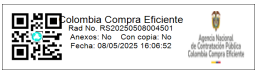 Colombia Compra Eficiente
Rad No. RS20250508004501
Anexos: No Con copia: No
Fecha: 08/05/2025 16:06:52
Agencia Nacional
de Contratación Pública
Colombia Compra Eficiente